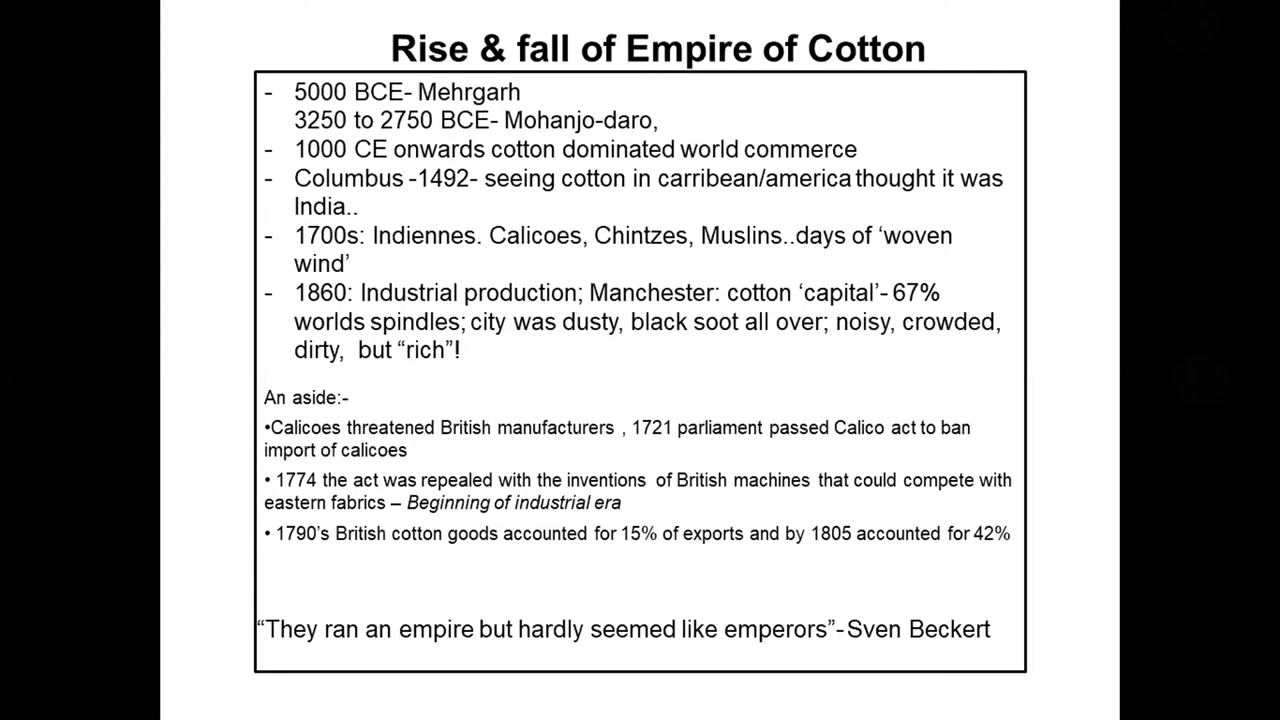 Rise & fall of Empire of Cotton
- 5000 BCE- Mehrgarh
3250 to 2750 BCE- Mohanjo-daro,
- 1000 CE onwards cotton dominated world commerce
- Columbus -1492- seeing cotton in carribean/america thought it was
India..
- 1700s: Indiennes. Calicoes, Chintzes, Muslins..days of ‘woven
wind’
- 1860: Industrial production; Manchester: cotton ‘capital’- 67%
worlds spindles; city was dusty, black soot all over; noisy, crowded,
dirty, but “rich”!
An aside:-
•Calicoes threatened British manufacturers , 1721 parliament passed Calico act to ban
import of calicoes
• 1774 the act was repealed with the inventions of British machines that could compete with
eastern fabrics – Beginning of industrial era
• 1790’s British cotton goods accounted for 15% of exports and by 1805 accounted for 42%
“They ran an empire but hardly seemed like emperors”- Sven Beckert